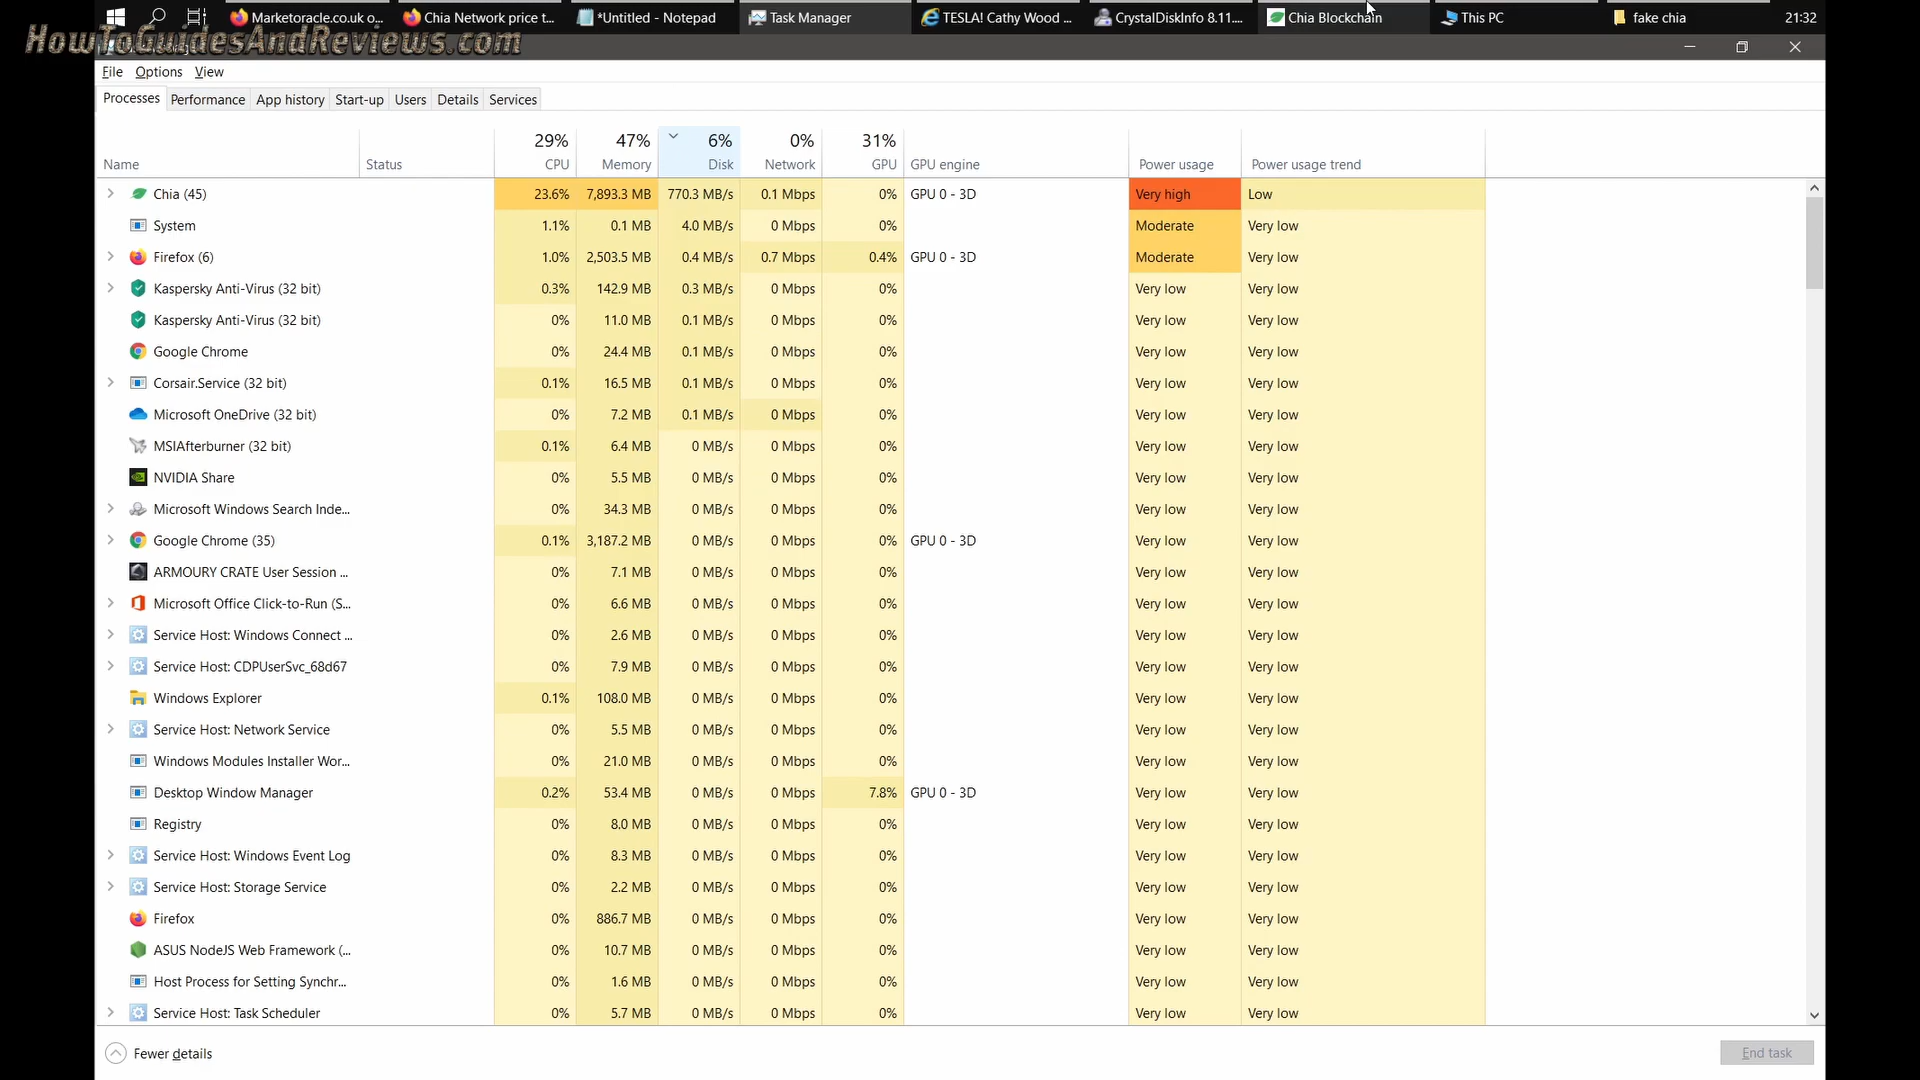 Marketoracle.co.uk o... Chia Network price t... *Untitled - Notepad Task Manager TESLA! Cathy Wood ... CrystalDiskInfo 8.11.... Chia Blockchain This PC fake chia 21:32
HowToGuidesAndReviews.com
File Options View
Processes Performance App history Start-up Users Details Services
29% 47% 6% 0% 31%
Name Status CPU Memory Disk Network GPU GPU engine Power usage Power usage trend
Chia (45) 23.6% 7,893.3 MB 770.3 MB/s 0.1 Mbps 0% GPU 0 - 3D Very high Low
System 1.1% 0.1 MB 4.0 MB/s 0 Mbps 0% Moderate Very low
Firefox (6) 1.0% 2,503.5 MB 0.4 MB/s 0.7 Mbps 0.4% GPU 0 - 3D Moderate Very low
Kaspersky Anti-Virus (32 bit) 0.3% 142.9 MB 0.3 MB/s 0 Mbps 0% Very low Very low
Kaspersky Anti-Virus (32 bit) 0% 11.0 MB 0.1 MB/s 0 Mbps 0% Very low Very low
Google Chrome 0% 24.4 MB 0.1 MB/s 0 Mbps 0% Very low Very low
Corsair.Service (32 bit) 0.1% 16.5 MB 0.1 MB/s 0 Mbps 0% Very low Very low
Microsoft OneDrive (32 bit) 0% 7.2 MB 0.1 MB/s 0 Mbps 0% Very low Very low
MSIAfterburner (32 bit) 0.1% 6.4 MB 0 MB/s 0 Mbps 0% Very low Very low
NVIDIA Share 0% 5.5 MB 0 MB/s 0 Mbps 0% Very low Very low
Microsoft Windows Search Inde... 0% 34.3 MB 0 MB/s 0 Mbps 0% Very low Very low
Google Chrome (35) 0.1% 3,187.2 MB 0 MB/s 0 Mbps 0% GPU 0 - 3D Very low Very low
ARMOURY CRATE User Session ... 0% 7.1 MB 0 MB/s 0 Mbps 0% Very low Very low
Microsoft Office Click-to-Run (S... 0% 6.6 MB 0 MB/s 0 Mbps 0% Very low Very low
Service Host: Windows Connect ... 0% 2.6 MB 0 MB/s 0 Mbps 0% Very low Very low
Service Host: CDPUserSvc_68d67 0% 7.9 MB 0 MB/s 0 Mbps 0% Very low Very low
Windows Explorer 0.1% 108.0 MB 0 MB/s 0 Mbps 0% Very low Very low
Service Host: Network Service 0% 5.5 MB 0 MB/s 0 Mbps 0% Very low Very low
Windows Modules Installer Wor... 0% 21.0 MB 0 MB/s 0 Mbps 0% Very low Very low
Desktop Window Manager 0.2% 53.4 MB 0 MB/s 0 Mbps 7.8% GPU 0 - 3D Very low Very low
Registry 0% 8.0 MB 0 MB/s 0 Mbps 0% Very low Very low
Service Host: Windows Event Log 0% 8.3 MB 0 MB/s 0 Mbps 0% Very low Very low
Service Host: Storage Service 0% 2.2 MB 0 MB/s 0 Mbps 0% Very low Very low
Firefox 0% 886.7 MB 0 MB/s 0 Mbps 0% Very low Very low
ASUS NodeJS Web Framework (... 0% 10.7 MB 0 MB/s 0 Mbps 0% Very low Very low
Host Process for Setting Synchr... 0% 1.6 MB 0 MB/s 0 Mbps 0% Very low Very low
Service Host: Task Scheduler 0% 5.7 MB 0 MB/s 0 Mbps 0% Very low Very low
Fewer details End task